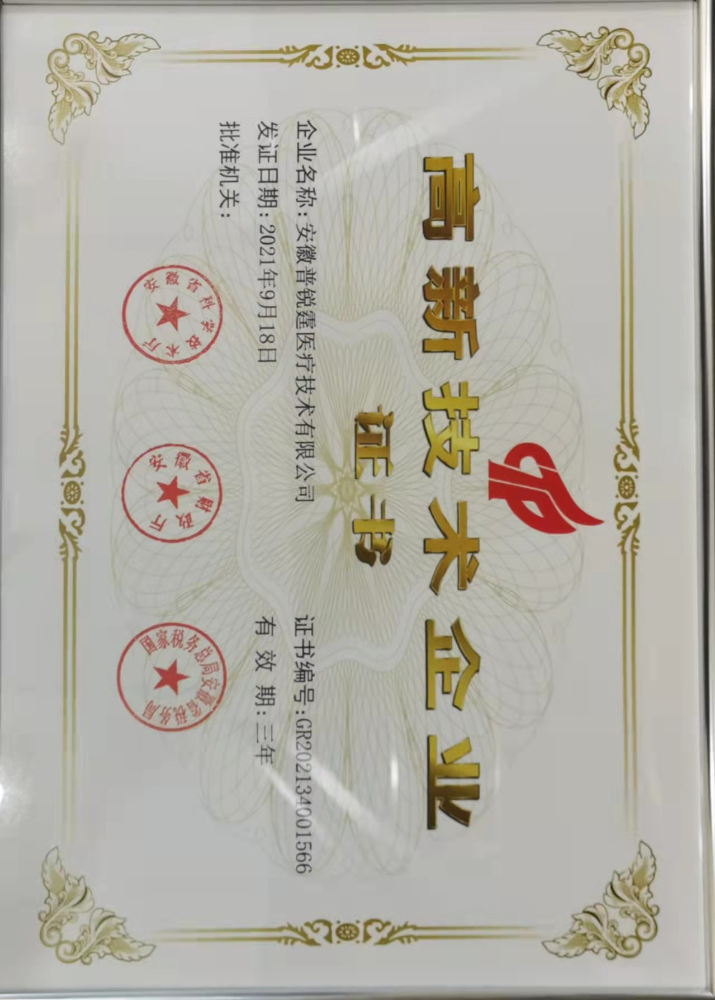 高新技术企业
证书
企业名称:安徽普锐霆医疗技术有限公司
证书编号:GR202134001566
发证日期:2021年9月18日
有效期:三年
批准机关:
安徽省科学技术厅
安徽省财政厅
国家税务总局安徽省税务局